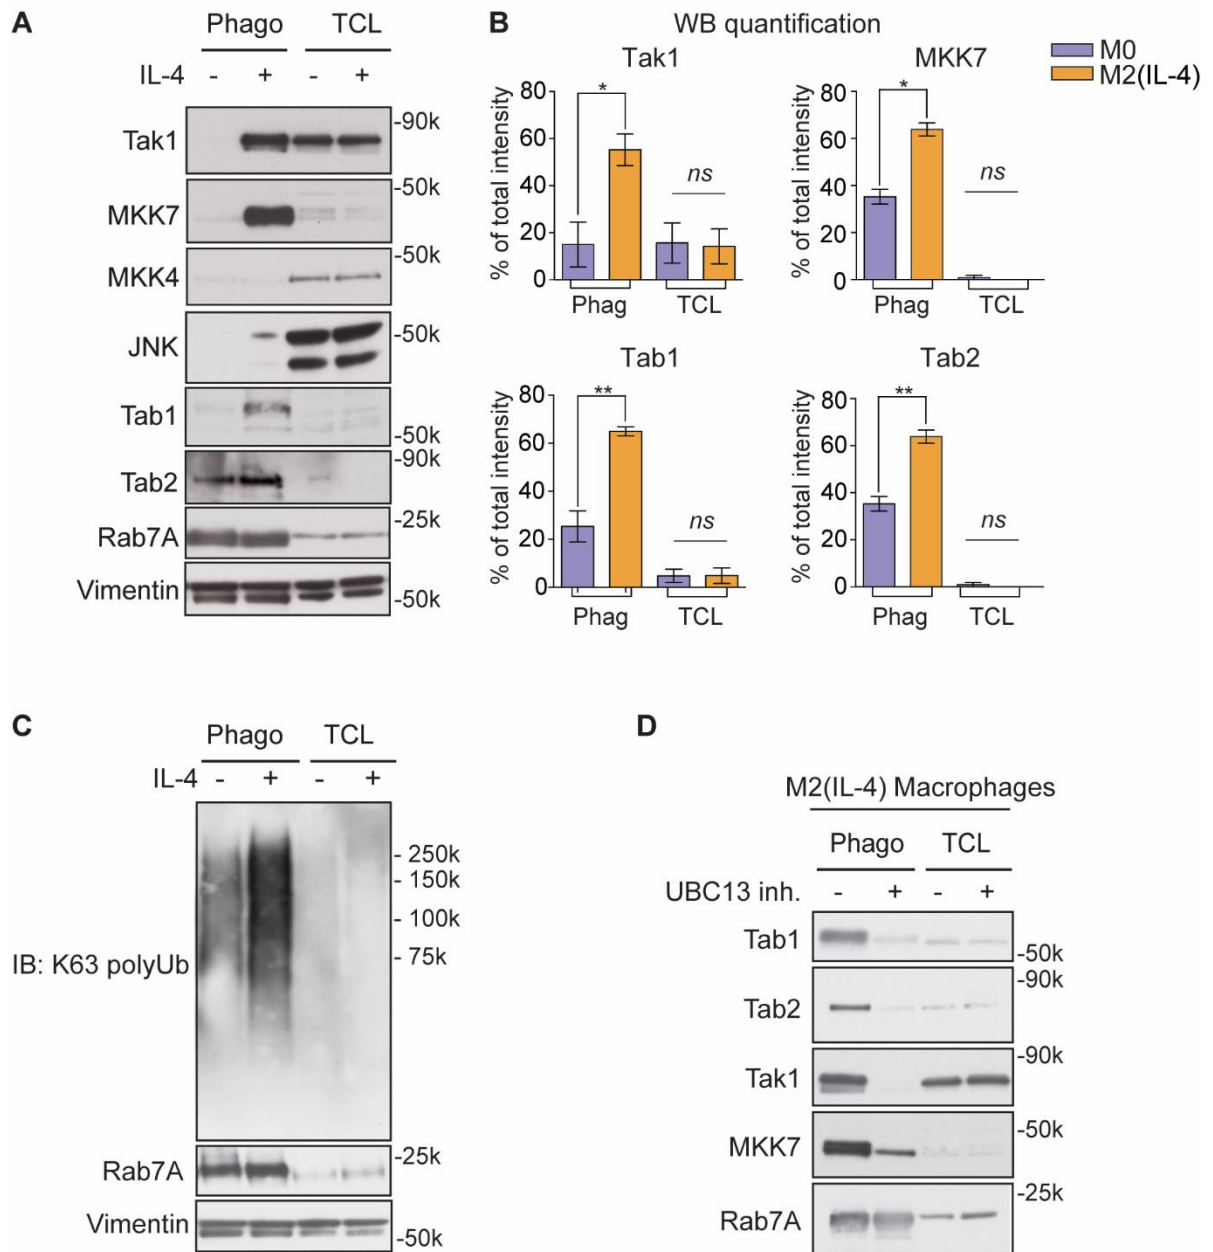 A
Phago TCL
IL-4 - + - +
Tak1 -90k
MKK7 -50k
MKK4 -50k
JNK -50k
Tab1 -50k
Tab2 -90k
Rab7A -25k
Vimentin -50k
B
WB quantification
M0
M2(IL-4)
Tak1
% of total intensity
80
60
40
20
0
*
ns
Phag TCL
MKK7
% of total intensity
80
60
40
20
0
*
ns
Phag TCL
Tab1
% of total intensity
80
60
40
20
0
**
ns
Phag TCL
Tab2
% of total intensity
80
60
40
20
0
**
ns
Phag TCL
C
Phago TCL
IL-4 - + - +
- 250k
- 150k
- 100k
- 75k
IB: K63 polyUb
Rab7A -25k
Vimentin -50k
D
M2(IL-4) Macrophages
Phago TCL
UBC13 inh. - + - +
Tab1 -50k
Tab2 -90k
Tak1 -90k
MKK7 -50k
Rab7A -25k